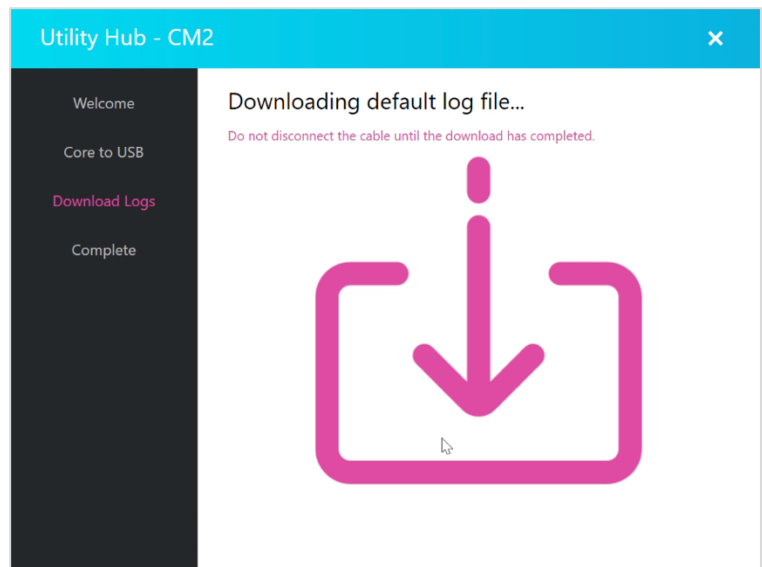 Utility Hub - CM2
Welcome
Core to USB
Download Logs
Complete
Downloading default log file...
Do not disconnect the cable until the download has completed.